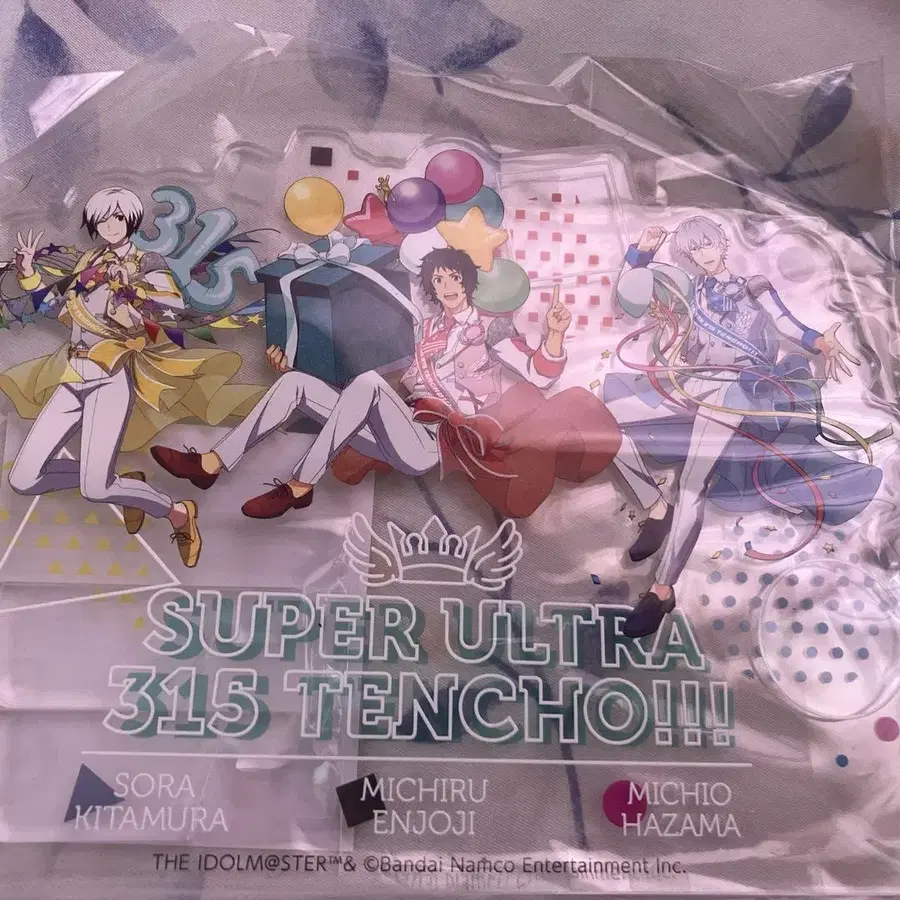 315
SUPER ULTRA
315 TENCHO!!!
SORA
KITAMURA
MICHIRU
ENJOJI
MICHIO
HAZAMA
THE IDOLM@STER™& ©Bandai Namco Entertainment Inc.